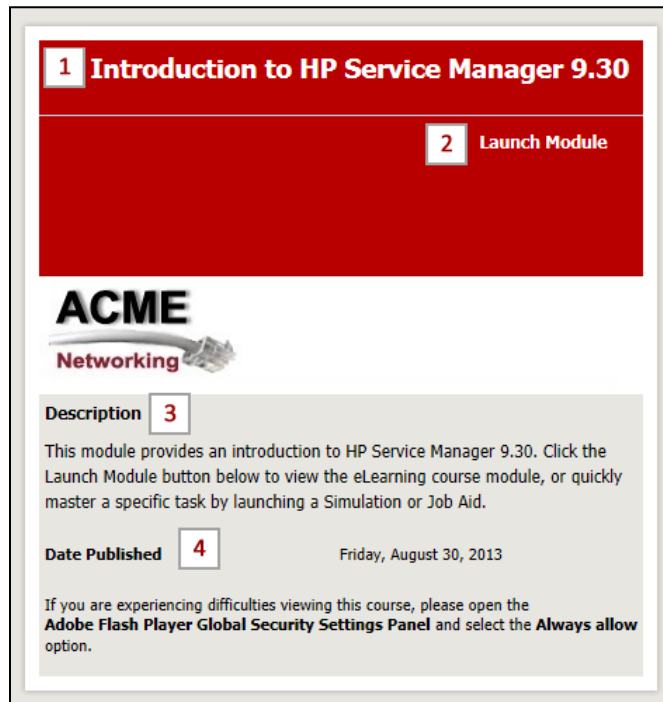 1 Introduction to HP Service Manager 9.30
2 Launch Module
ACME
Networking
Description 3
This module provides an introduction to HP Service Manager 9.30. Click the
Launch Module button below to view the eLearning course module, or quickly
master a specific task by launching a Simulation or Job Aid.
Date Published 4 Friday, August 30, 2013
If you are experiencing difficulties viewing this course, please open the
Adobe Flash Player Global Security Settings Panel and select the Always allow
option.